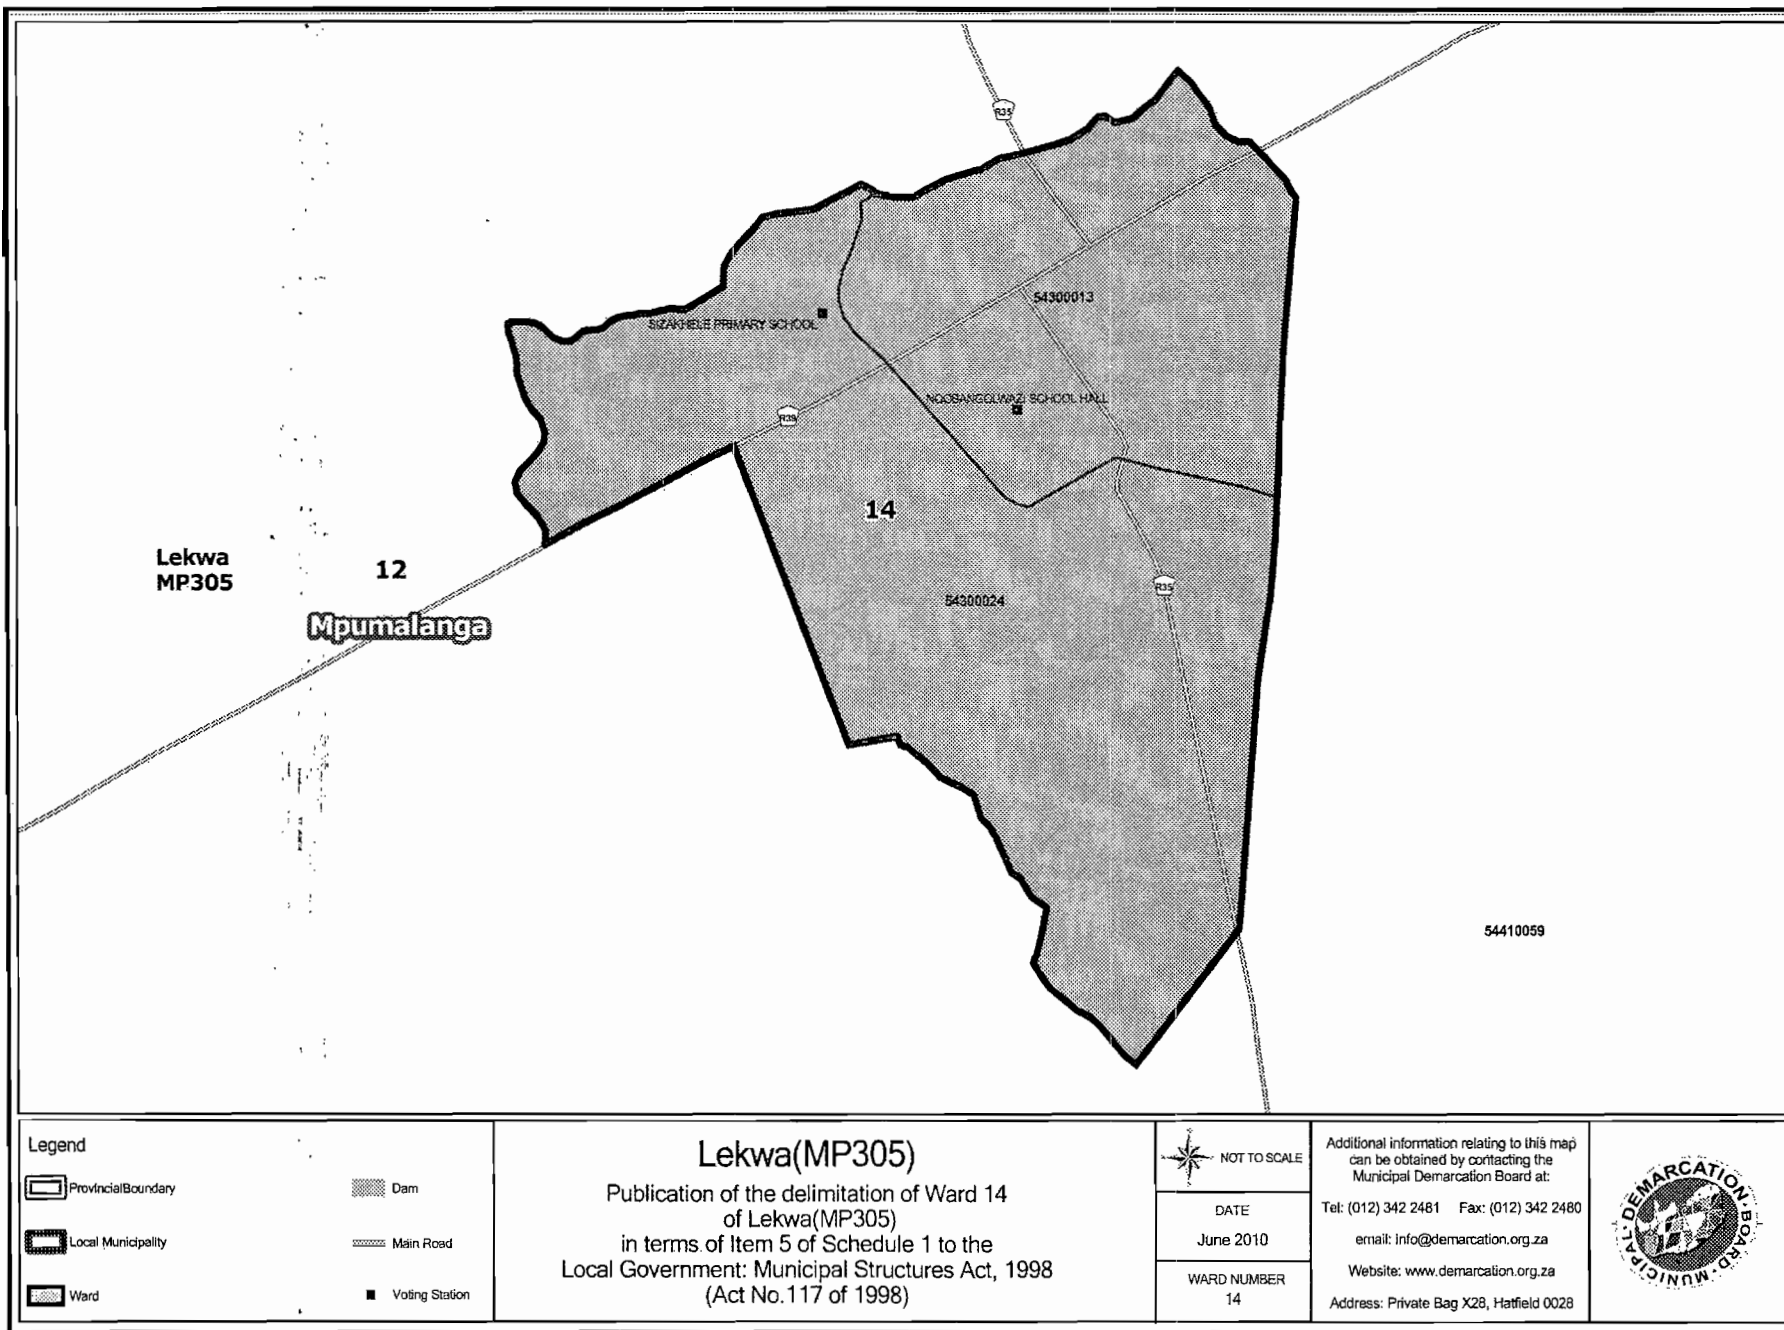 R35
54300013
SIZAKHELE PRIMARY SCHOOL
NQOBANGOLWAZI SCHOOL HALL
R39
14
Lekwa
MP305
12
Mpumalanga
54300024
R35
54410059
Legend
ProvincialBoundary
Dam
Local Municipality
Main Road
Ward
Voting Station
Lekwa(MP305)
Publication of the delimitation of Ward 14
of Lekwa(MP305)
in terms of Item 5 of Schedule 1 to the
Local Government: Municipal Structures Act, 1998
(Act No.117 of 1998)
NOT TO SCALE
DATE
June 2010
WARD NUMBER
14
Additional information relating to this map
can be obtained by contacting the
Municipal Demarcation Board at:
Tel: (012) 342 2481 Fax: (012) 342 2480
email: info@demarcation.org.za
Website: www.demarcation.org.za
Address: Private Bag X28, Hatfield 0028
MUNICIPAL · DEMARCATION · BOARD ·